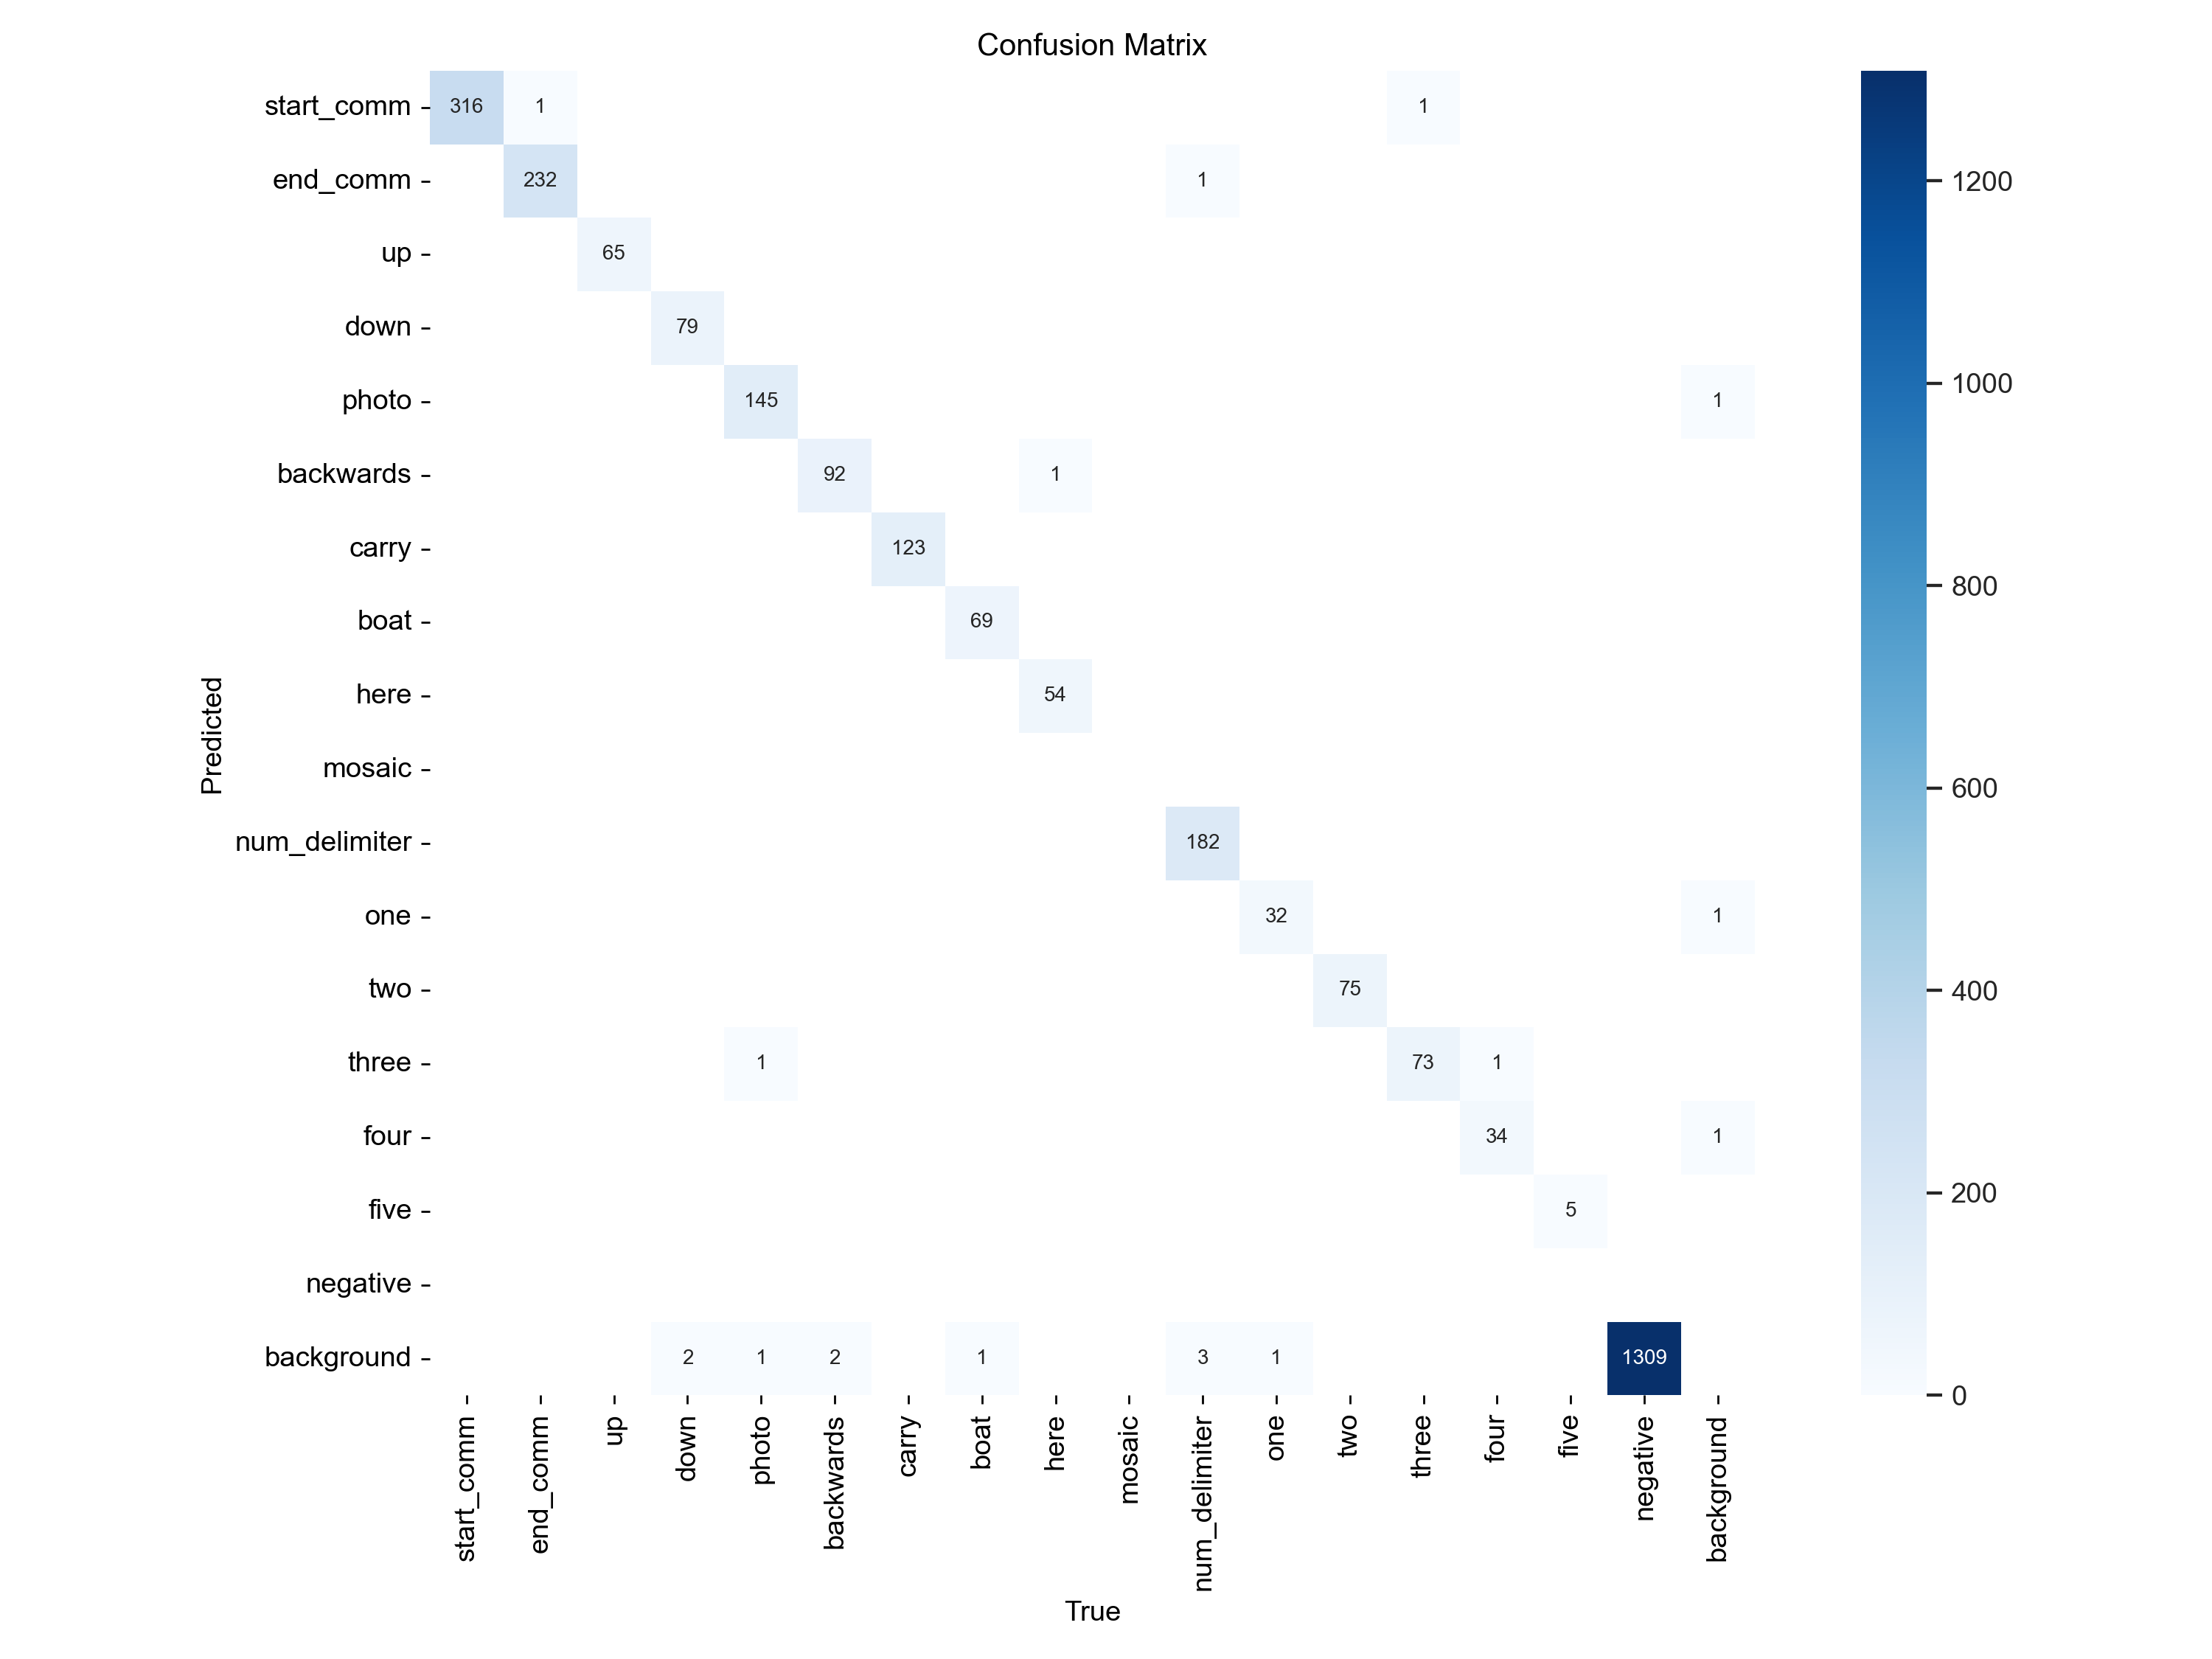 Confusion Matrix
start_comm 316 1 1
end_comm 232 1
up 65
down 79
photo 145 1
backwards 92 1
carry 123
boat 69
here 54
mosaic
num_delimiter 182
one 32 1
two 75
three 1 73 1
four 34 1
five 5
negative
background 2 1 2 1 3 1 1309
Predicted
start_comm end_comm up down photo backwards carry boat here mosaic num_delimiter one two three four five negative background
True
1200
1000
800
600
400
200
0